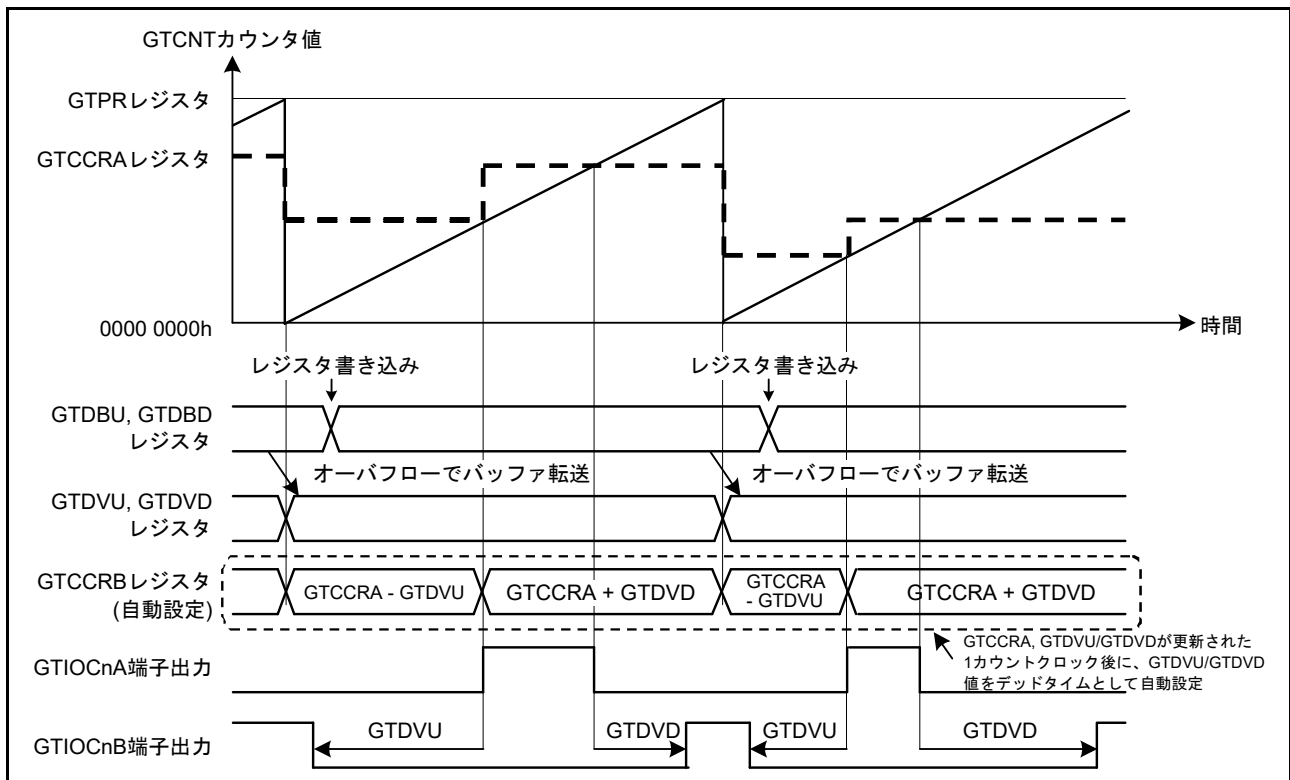 GTCNTカウンタ値
GTPRレジスタ
GTCCRAレジスタ
0000 0000h
時間
レジスタ書き込み
レジスタ書き込み
GTDBU, GTDBD
レジスタ
オーバフローでバッファ転送
オーバフローでバッファ転送
GTDVU, GTDVD
レジスタ
GTCCRBレジスタ
(自動設定)
GTCCRA - GTDVU
GTCCRA + GTDVD
GTCCRA
- GTDVU
GTCCRA + GTDVD
GTCCRA, GTDVU/GTDVDが更新された
1カウントクロック後に、GTDVU/GTDVD
値をデッドタイムとして自動設定
GTIOCnA端子出力
GTIOCnB端子出力
GTDVU
GTDVD
GTDVU
GTDVD